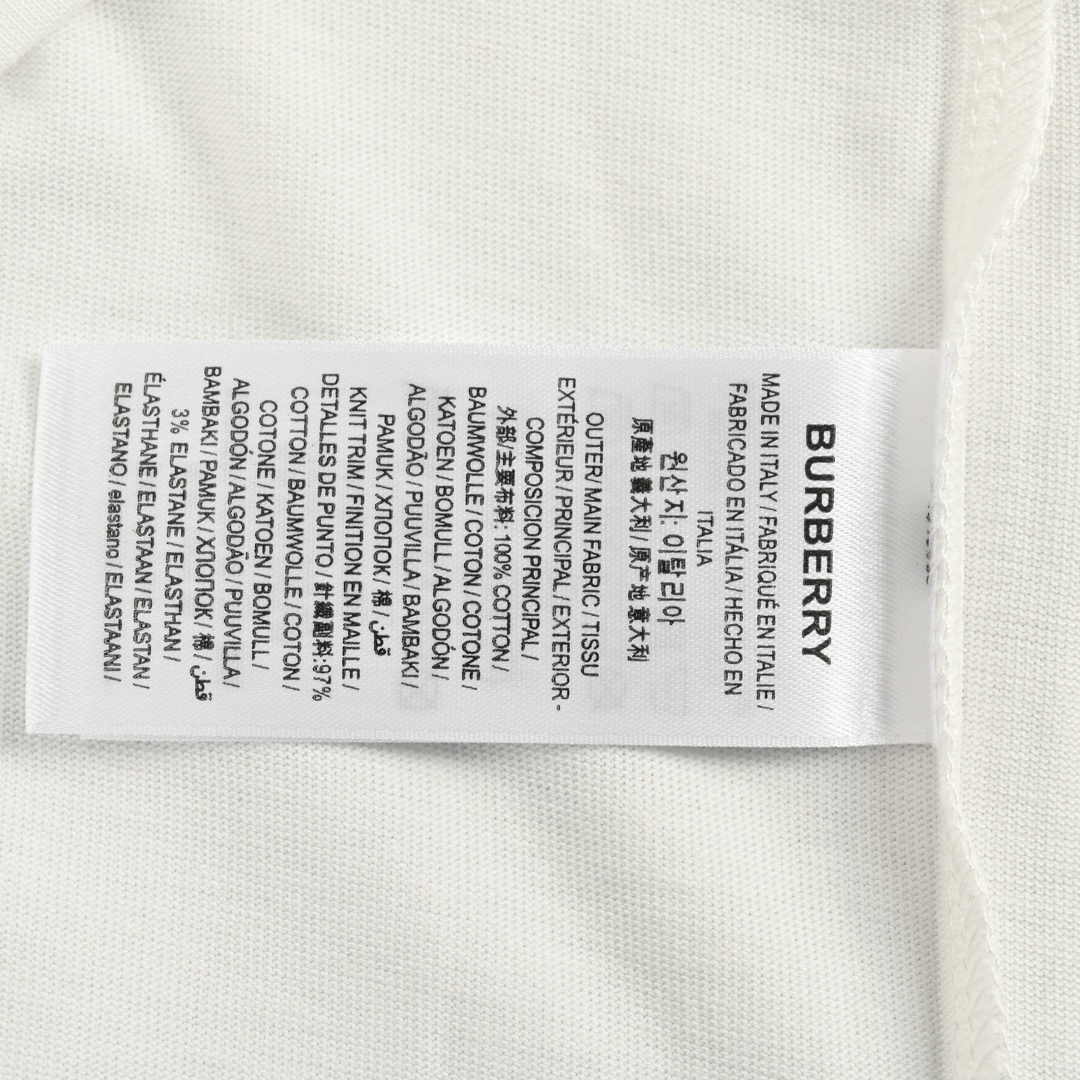 BURBERRY
MADE IN ITALY / FABRIQUÉ EN ITALIE /
FABRICADO EN ITÁLIA / HECHO EN
ITALIA
원산지: 이탈리아
原產地 義大利 / 原产地 意大利
OUTER/ MAIN FABRIC / TISSU
EXTÉRIEUR / PRINCIPAL / EXTERIOR-
COMPOSICION PRINCIPAL /
外部/主要布料: 100% COTTON /
BAUMWOLLE / COTON / COTONE /
KATOEN / BOMULL / ALGODÓN /
ALGODÃO / PUUVILLA / BAMBAKI /
PAMUK / ХЛОПОК / 棉 / قطن
KNIT TRIM / FINITION EN MAILLE /
DETALLES DE PUNTO / 針織副料:97%
COTTON / BAUMWOLLE / COTON /
COTONE / KATOEN / BOMULL /
ALGODÓN / ALGODÃO / PUUVILLA /
BAMBAKI / PAMUK / ХЛОПОК / 棉 / قطن
3% ELASTANE / ELASTHAN /
ÉLASTHANE / ELASTAAN / ELASTAN /
ELASTANO / elastano / ELASTAANI /